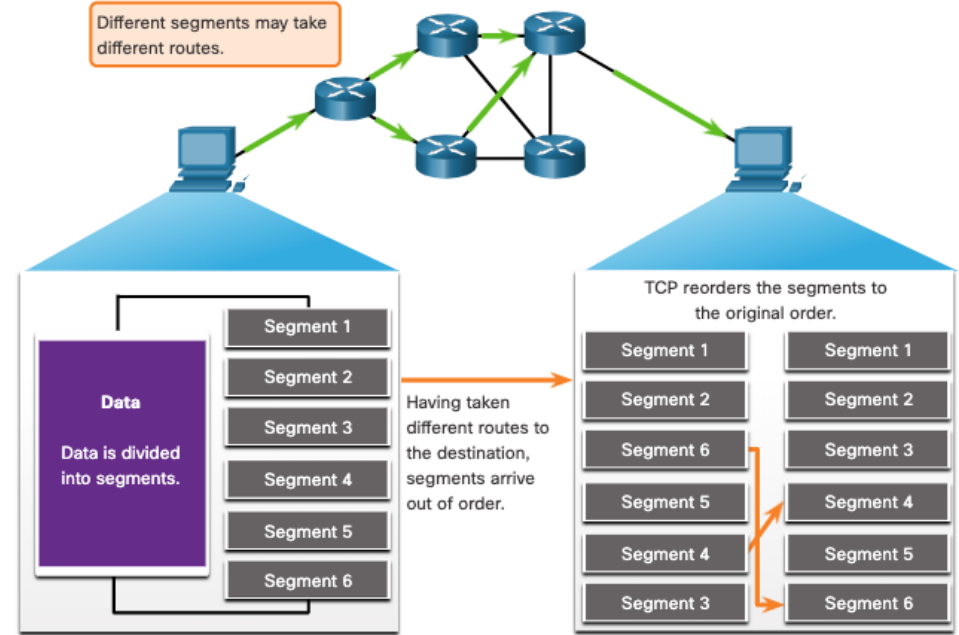 Different segments may take
different routes.
Data
Data is divided
into segments.
Segment 1
Segment 2
Segment 3
Segment 4
Segment 5
Segment 6
Having taken
different routes to
the destination,
segments arrive
out of order.
TCP reorders the segments to
the original order.
Segment 1
Segment 2
Segment 6
Segment 5
Segment 4
Segment 3
Segment 1
Segment 2
Segment 3
Segment 4
Segment 5
Segment 6